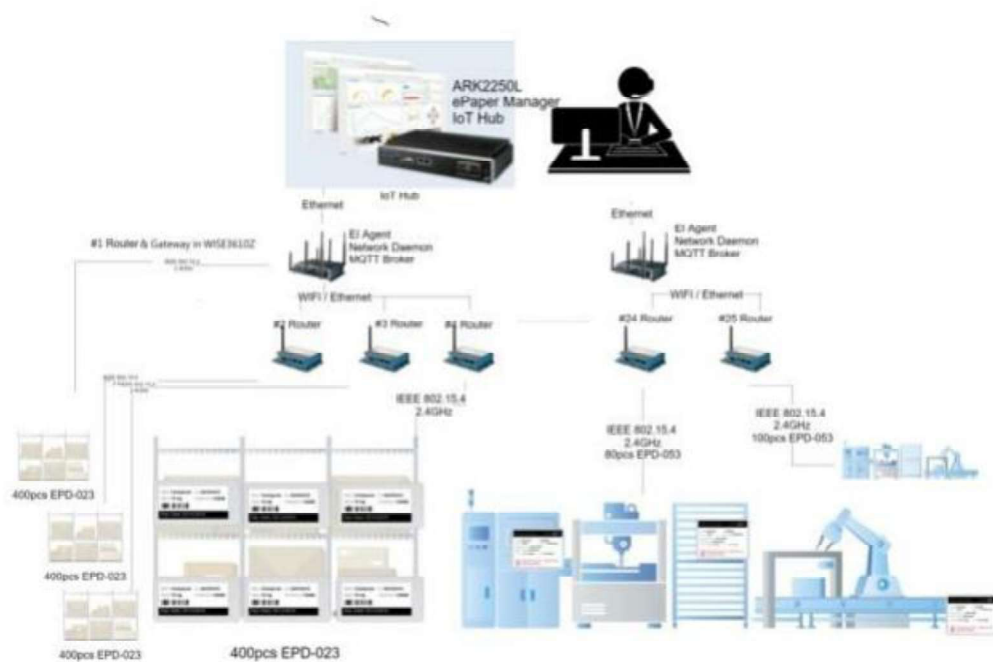 ARK2250L
ePaper Manager
IoT Hub
IoT Hub
Ethernet
Ethernet
#1 Router & Gateway in WISE3610Z
EI Agent
Network Daemon
MQTT Broker
EI Agent
Network Daemon
MQTT Broker
WIFI / Ethernet
WIFI / Ethernet
#2 Router
#3 Router
#4 Router
#24 Router
#25 Router
IEEE 802.15.4
2.4GHz
IEEE 802.15.4
2.4GHz
80pcs EPD-053
IEEE 802.15.4
2.4GHz
100pcs EPD-053
400pcs EPD-023
400pcs EPD-023
400pcs EPD-023
400pcs EPD-023